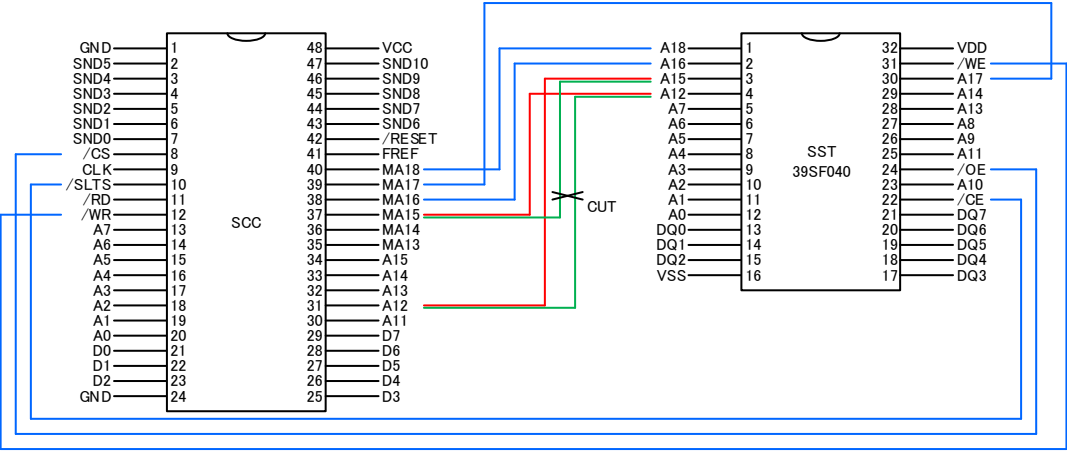 GND 1 48 VCC
SND5 2 47 SND10
SND4 3 46 SND9
SND3 4 45 SND8
SND2 5 44 SND7
SND1 6 43 SND6
SND0 7 42 /RESET
/CS 8 41 FREF
CLK 9 40 MA18
/SLTS 10 39 MA17
/RD 11 38 MA16
/WR 12 37 MA15
A7 13 36 MA14
A6 14 35 MA13
A5 15 34 A15
A4 16 33 A14
A3 17 32 A13
A2 18 31 A12
A1 19 30 A11
A0 20 29 D7
D0 21 28 D6
D1 22 27 D5
D2 23 26 D4
GND 24 25 D3
SCC
CUT
A18 1 32 VDD
A16 2 31 /WE
A15 3 30 A17
A12 4 29 A14
A7 5 28 A13
A6 6 27 A8
A5 7 26 A9
A4 8 25 A11
A3 9 24 /OE
A2 10 23 A10
A1 11 22 /CE
A0 12 21 DQ7
DQ0 13 20 DQ6
DQ1 14 19 DQ5
DQ2 15 18 DQ4
VSS 16 17 DQ3
SST
39SF040